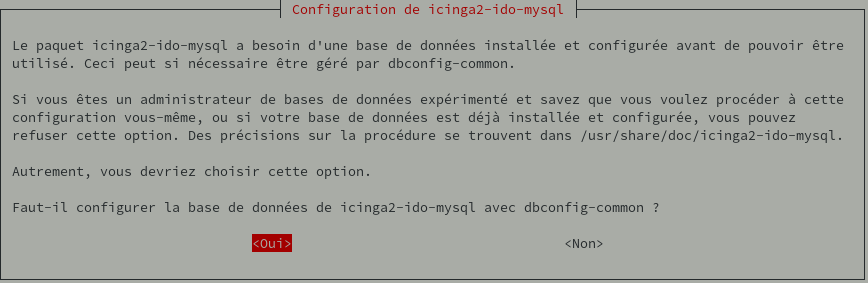 Configuration de icinga2-ido-mysql
Le paquet icinga2-ido-mysql a besoin d'une base de données installée et configurée avant de pouvoir être
utilisé. Ceci peut si nécessaire être géré par dbconfig-common.
Si vous êtes un administrateur de bases de données expérimenté et savez que vous voulez procéder à cette
configuration vous-même, ou si votre base de données est déjà installée et configurée, vous pouvez
refuser cette option. Des précisions sur la procédure se trouvent dans /usr/share/doc/icinga2-ido-mysql.
Autrement, vous devriez choisir cette option.
Faut-il configurer la base de données de icinga2-ido-mysql avec dbconfig-common ?
<Oui> <Non>